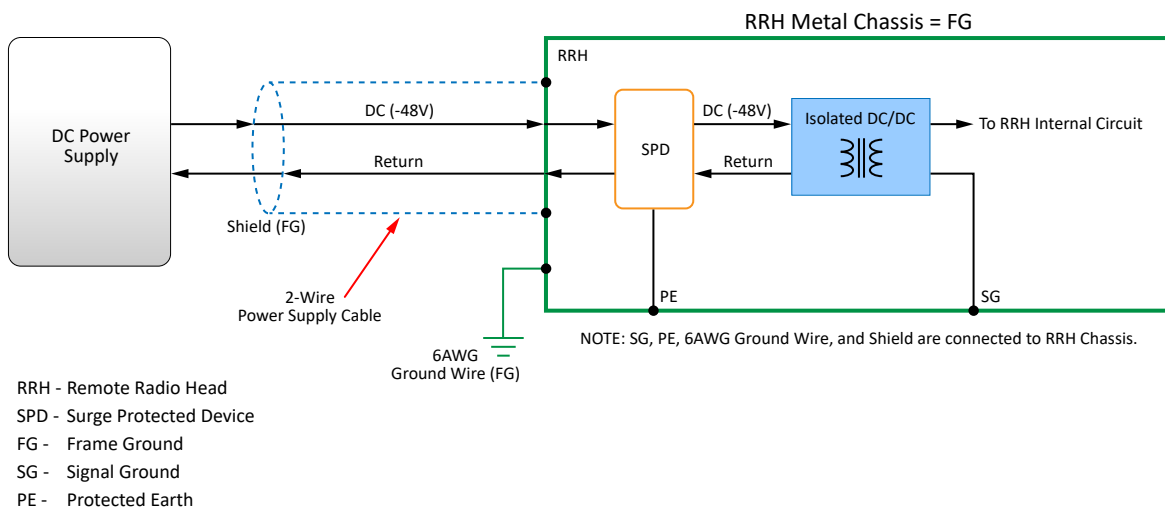 RRH Metal Chassis = FG
RRH
DC Power
Supply
DC (-48V)
Return
Shield (FG)
2-Wire
Power Supply Cable
SPD
DC (-48V)
Return
Isolated DC/DC
To RRH Internal Circuit
PE
SG
6AWG
Ground Wire (FG)
NOTE: SG, PE, 6AWG Ground Wire, and Shield are connected to RRH Chassis.
RRH - Remote Radio Head
SPD - Surge Protected Device
FG - Frame Ground
SG - Signal Ground
PE - Protected Earth